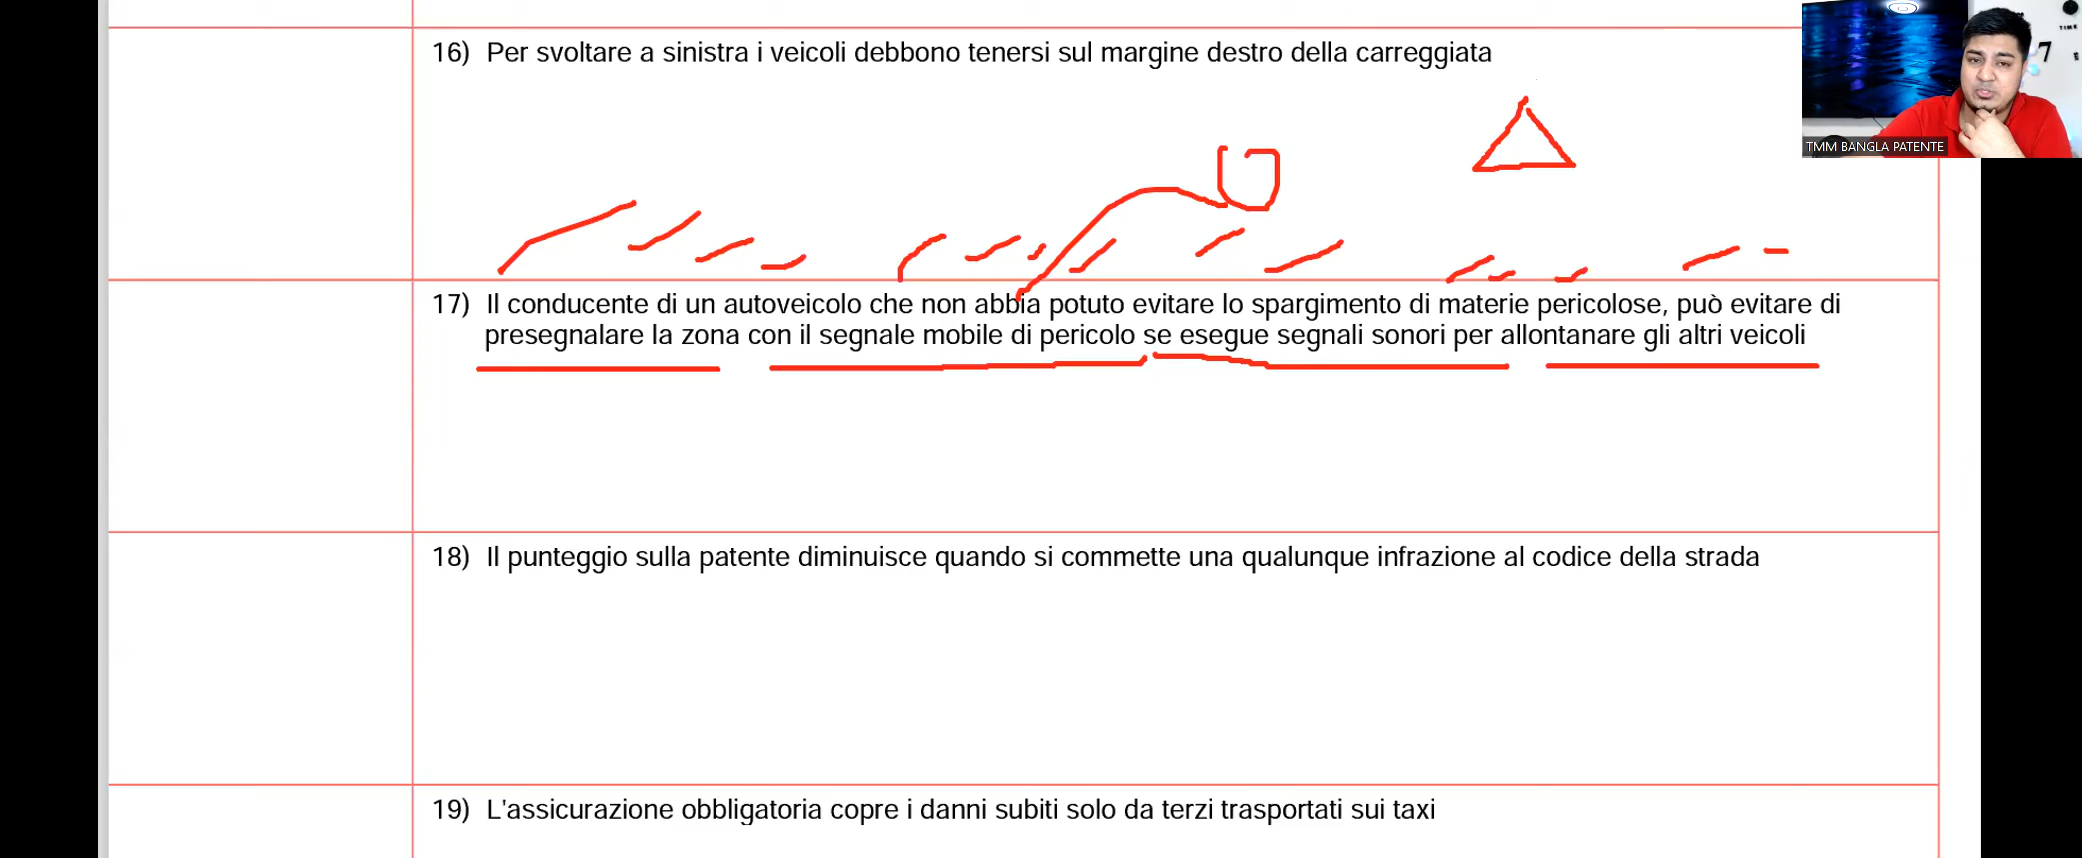 16) Per svoltare a sinistra i veicoli debbono tenersi sul margine destro della carreggiata
TIME
7
TMM BANGLA PATENTE
17) Il conducente di un autoveicolo che non abbia potuto evitare lo spargimento di materie pericolose, può evitare di
presegnalare la zona con il segnale mobile di pericolo se esegue segnali sonori per allontanare gli altri veicoli
18) Il punteggio sulla patente diminuisce quando si commette una qualunque infrazione al codice della strada
19) L'assicurazione obbligatoria copre i danni subiti solo da terzi trasportati sui taxi